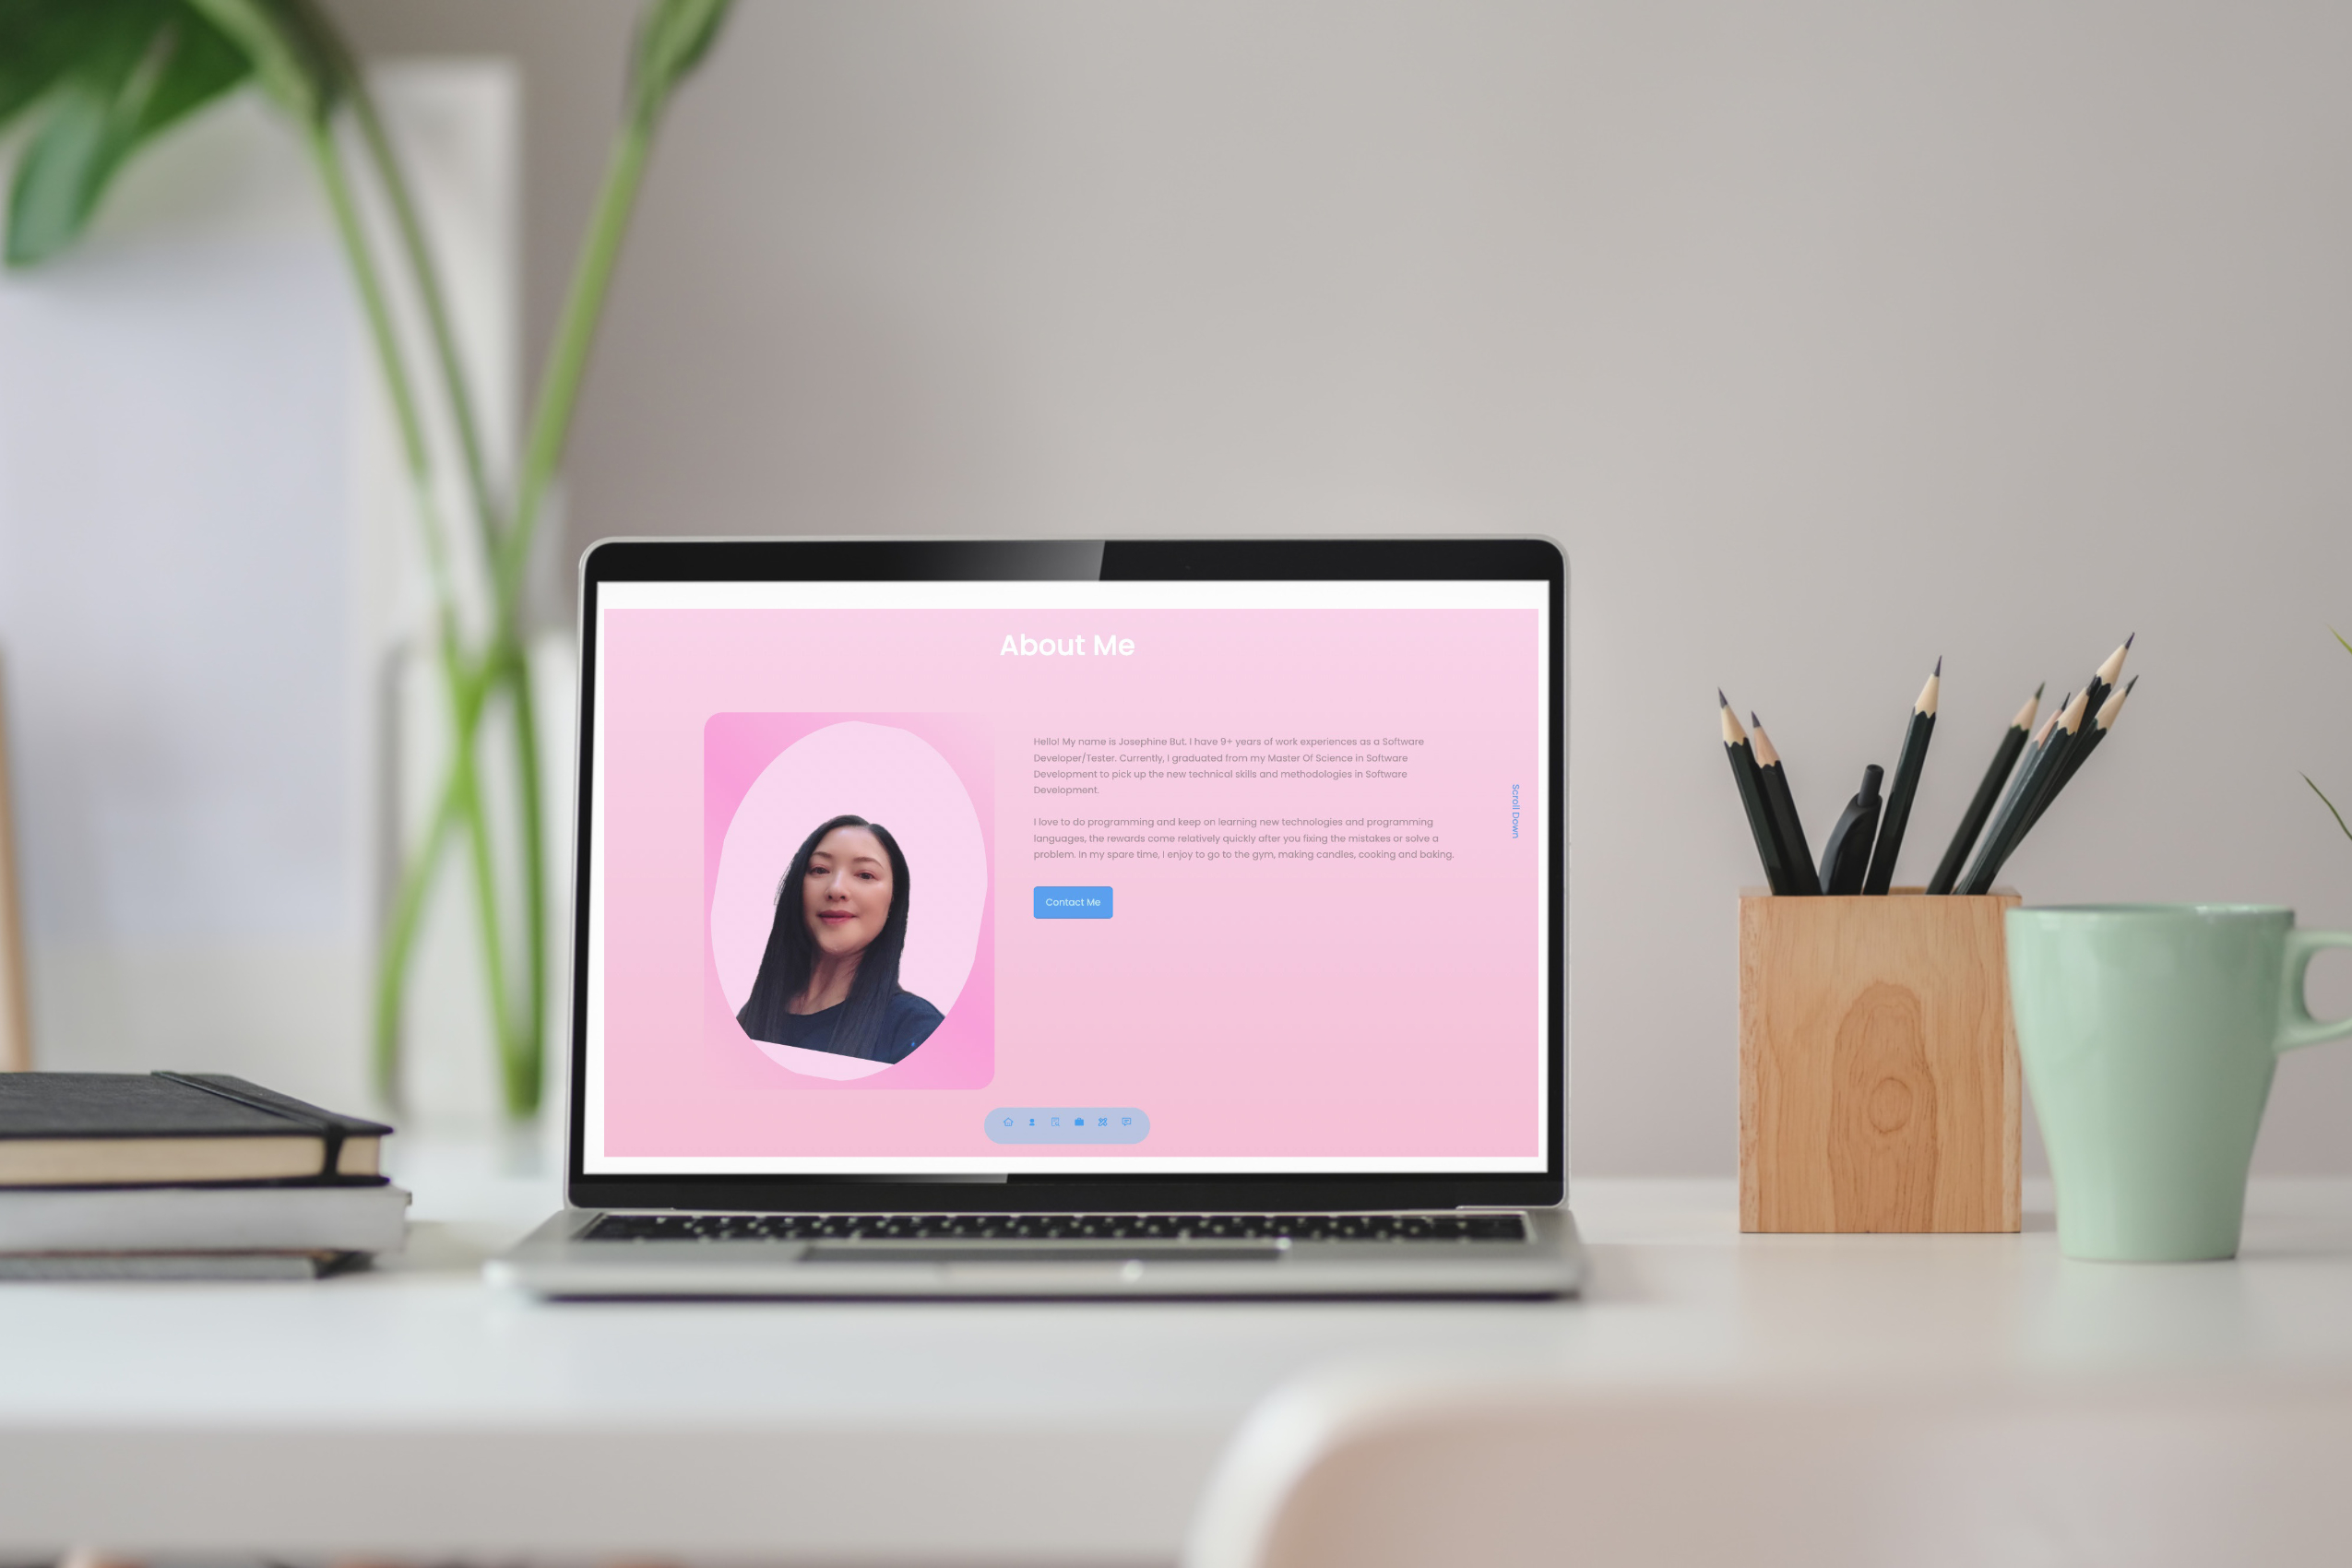 About Me
Hello! My name is Josephine But. I have 9+ years of work experiences as a Software
Developer/Tester. Currently, I graduated from my Master Of Science in Software
Development to pick up the new technical skills and methodologies in Software
Development.
I love to do programming and keep on learning new technologies and programming
languages, the rewards come relatively quickly after you fixing the mistakes or solve a
problem. In my spare time, I enjoy to go to the gym, making candles, cooking and baking.
Contact Me
Scroll Down